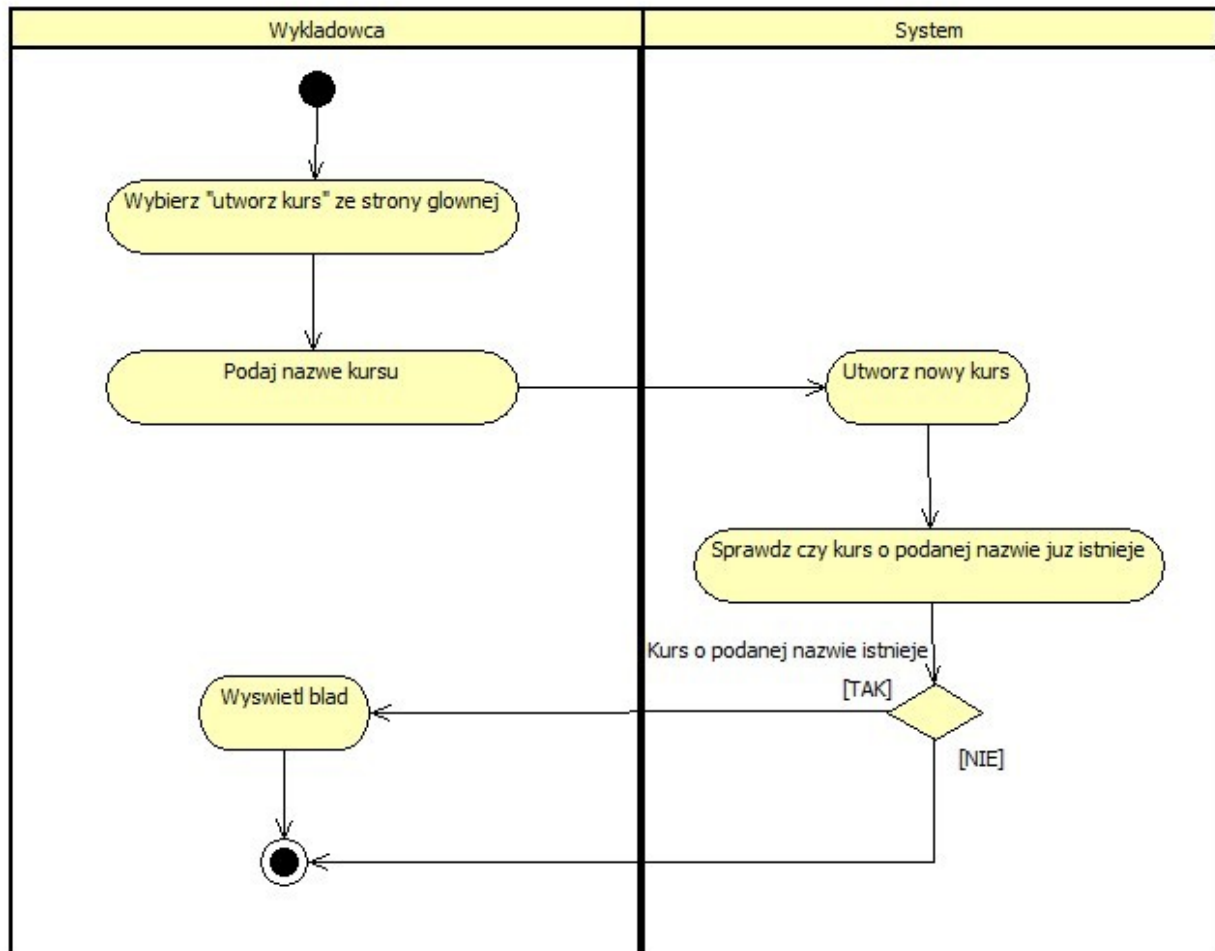 Wykladowca
System
Wybierz "utworz kurs" ze strony glownej
Podaj nazwe kursu
Utworz nowy kurs
Sprawdz czy kurs o podanej nazwie juz istnieje
Kurs o podanej nazwie istnieje
[TAK]
Wyswietl blad
[NIE]